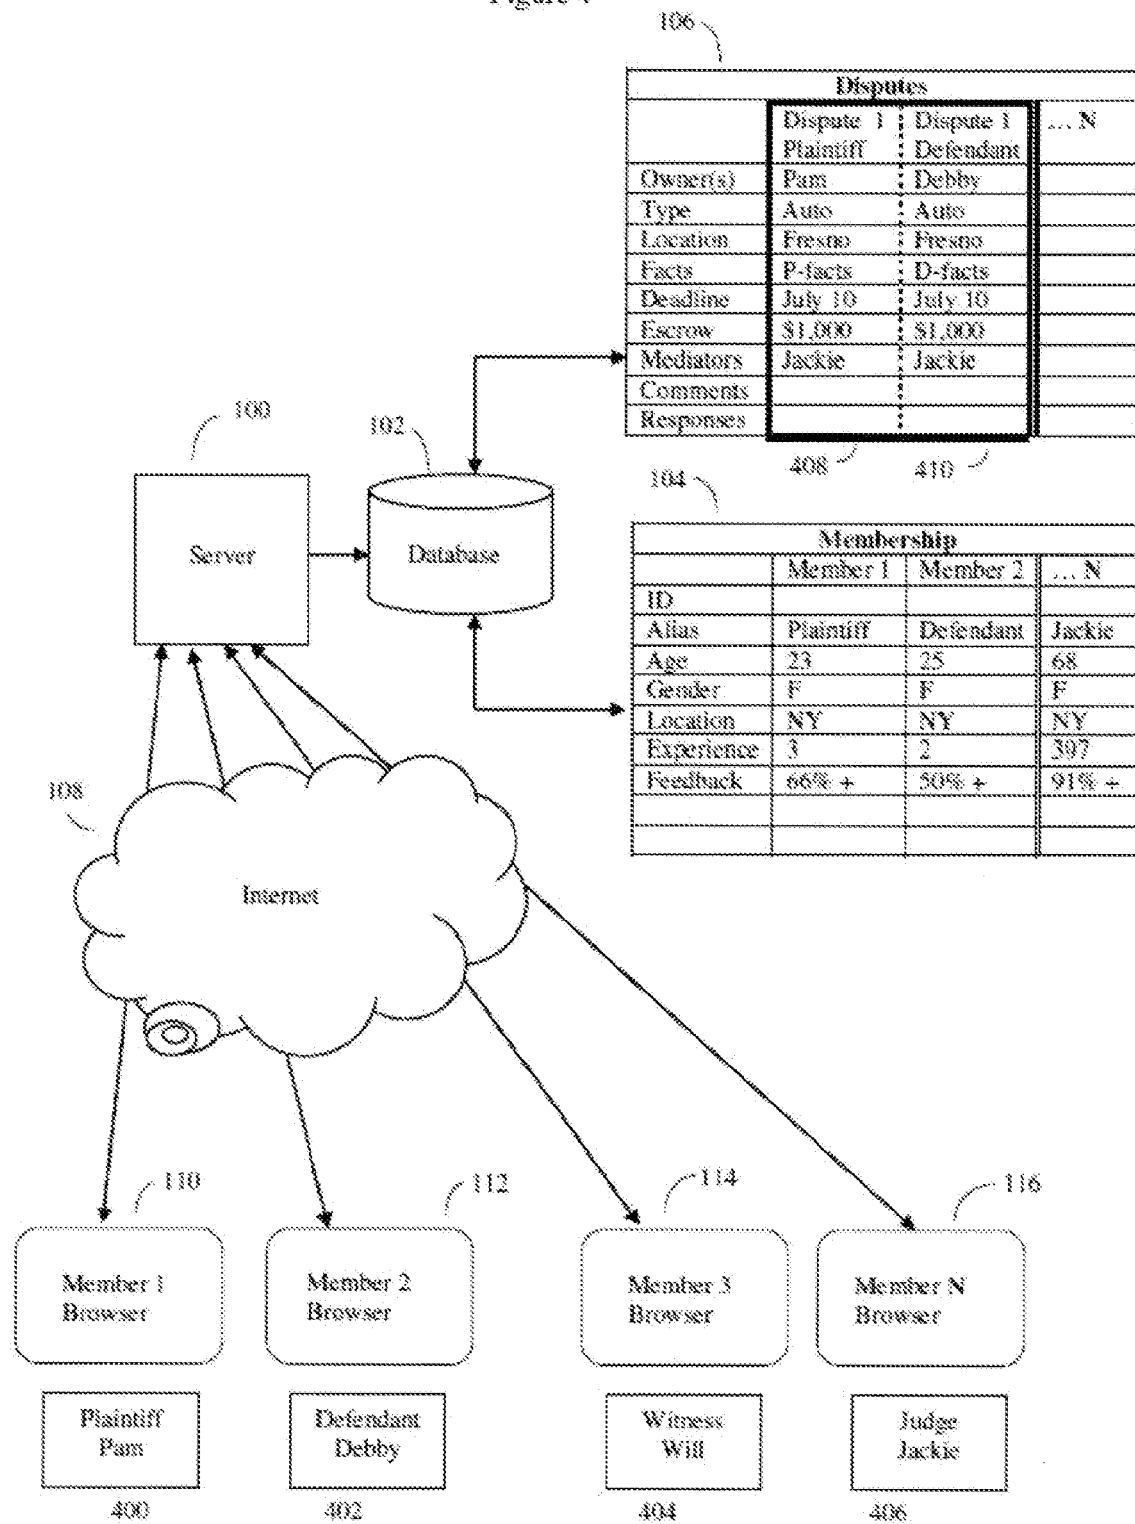 106
Disputes
Dispute 1 Dispute 1 ... N
Plaintiff Defendant
Owner(s) Pam Debby
Type Auto Auto
Location Fresno Fresno
Facts P-facts D-facts
Deadline July 10 July 10
Escrow $1,000 $1,000
Mediators Jackie Jackie
Comments
Responses
408 410
100
102
Server
Database
104
Membership
Member 1 Member 2 ... N
ID
Alias Plaintiff Defendant Jackie
Age 23 25 68
Gender F F F
Location NY NY NY
Experience 3 2 397
Feedback 66% + 50% + 91% +
108
Internet
110
112
114
116
Member 1
Browser
Member 2
Browser
Member 3
Browser
Member N
Browser
Plaintiff
Pam
Defendant
Debby
Witness
Will
Judge
Jackie
400
402
404
406